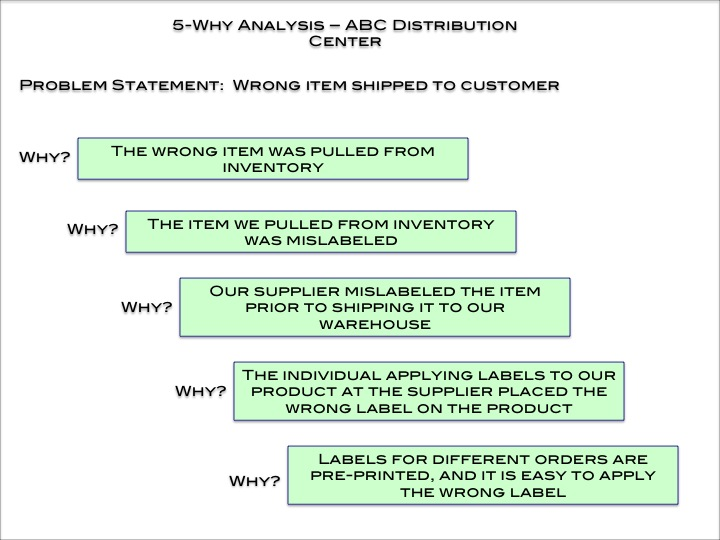 5-Why Analysis – ABC Distribution
Center
Problem Statement:  Wrong item shipped to customer
Why?
The wrong item was pulled from
inventory
Why?
The item we pulled from inventory
was mislabeled
Why?
Our supplier mislabeled the item
prior to shipping it to our
warehouse
Why?
The individual applying labels to our
product at the supplier placed the
wrong label on the product
Why?
Labels for different orders are
pre-printed, and it is easy to apply
the wrong label